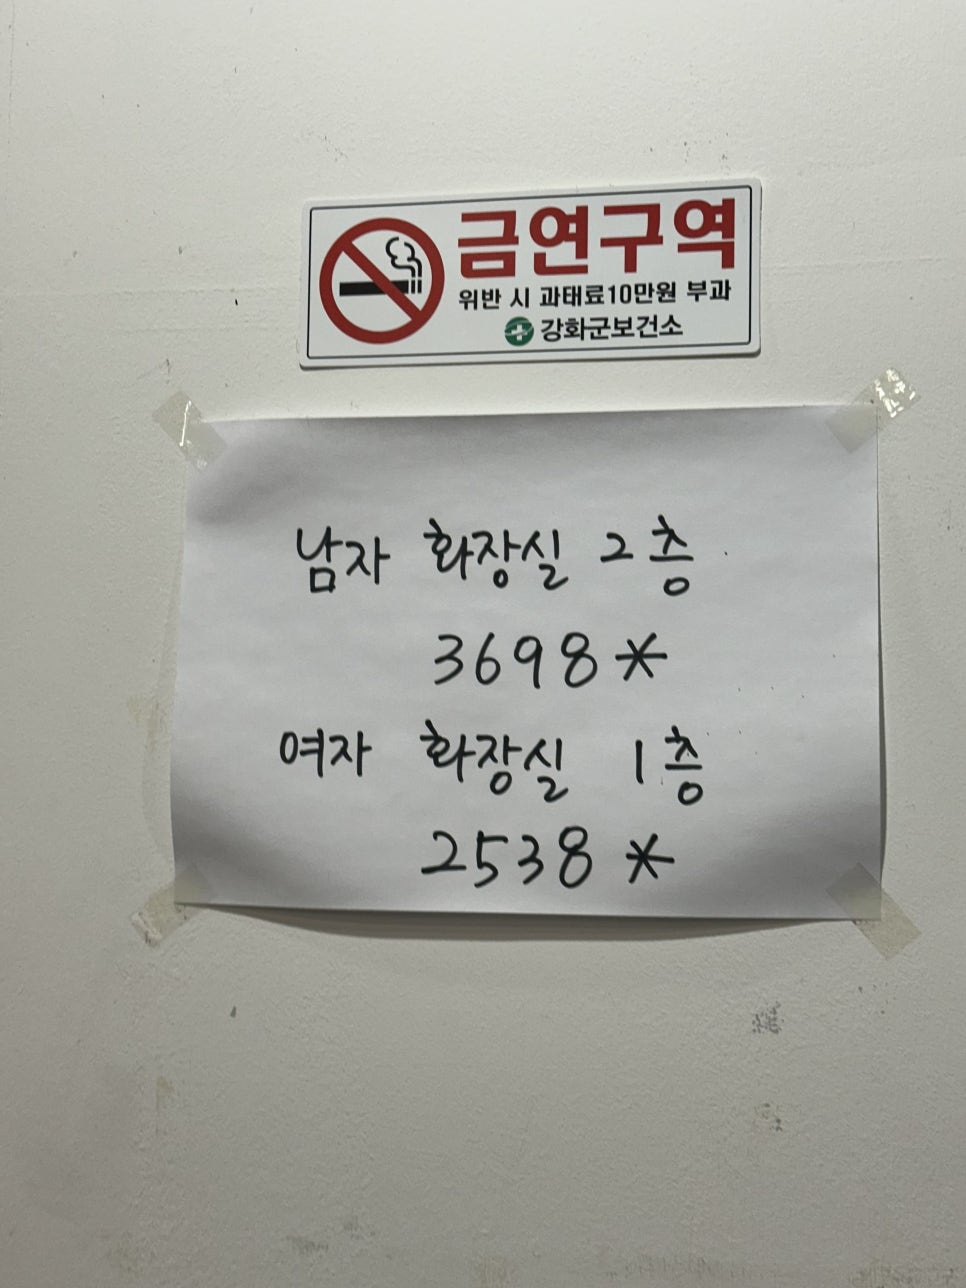 금연구역
위반 시 과태료10만원 부과
강화군보건소
남자 화장실 2층
3698*
여자 화장실 1층
2538*